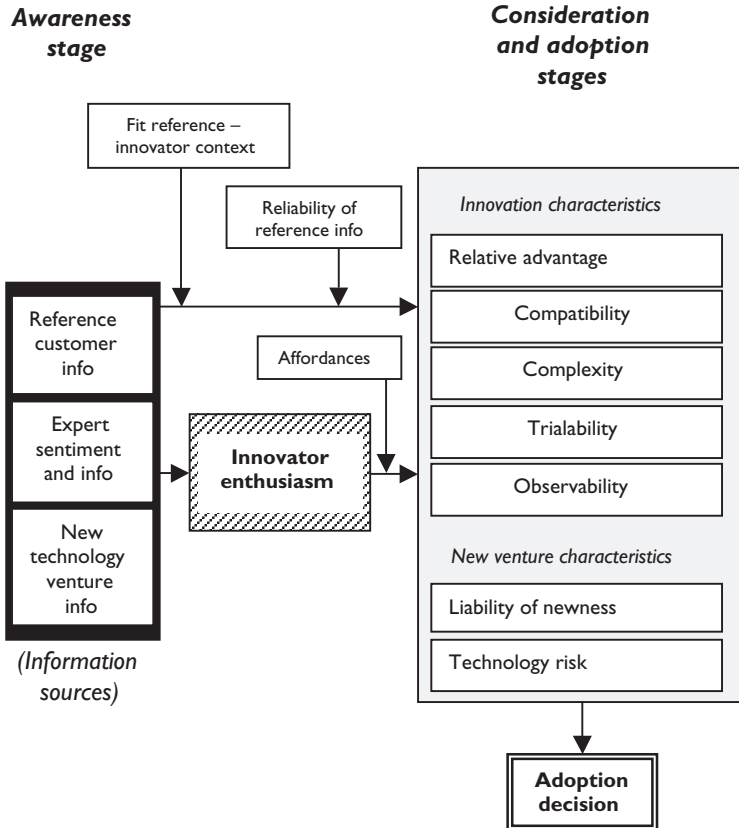 Awareness
stage
Consideration
and adoption
stages
Fit reference –
innovator context
Reliability of
reference info
Innovation characteristics
Relative advantage
Compatibility
Complexity
Trialability
Observability
Reference
customer
info
Affordances
Expert
sentiment
and info
Innovator
enthusiasm
New
technology
venture
info
New venture characteristics
Liability of newness
Technology risk
(Information
sources)
Adoption
decision